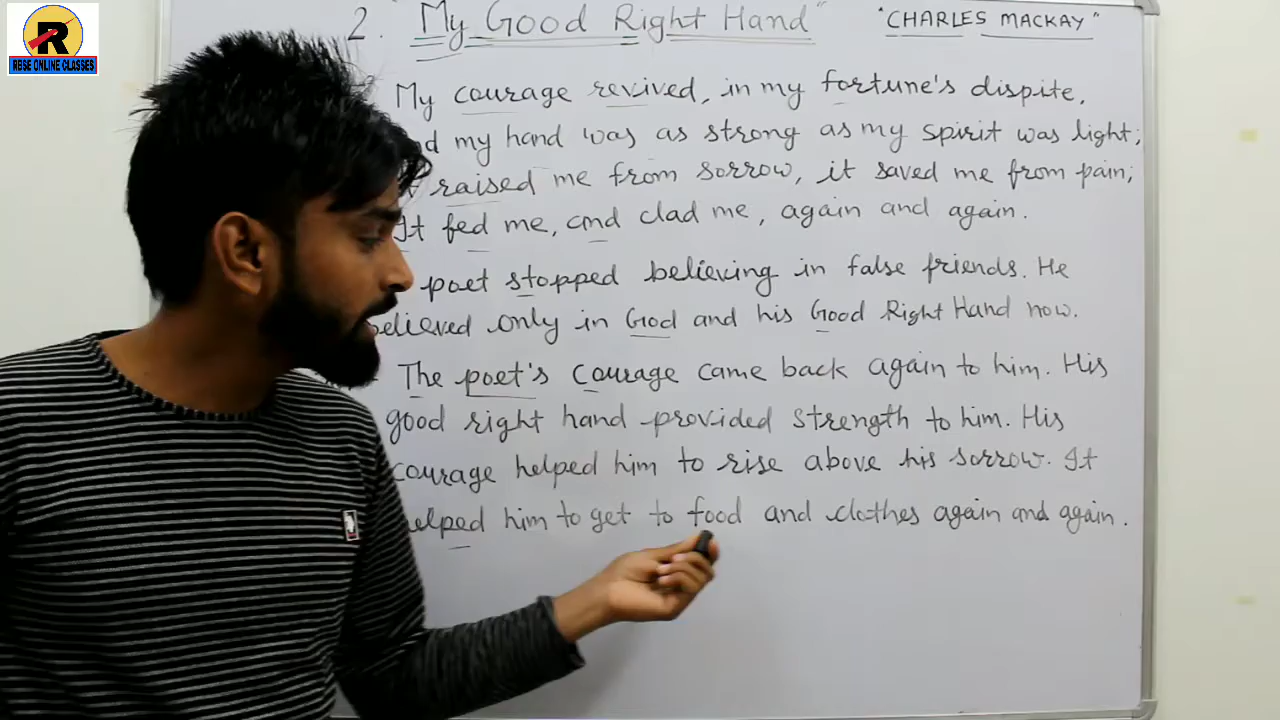 R
RBSE ONLINE CLASSES
2. "My Good Right Hand" "CHARLES MACKAY"
My courage revived, in my fortune's dispite,
my hand was as strong as my spirit was light;
raised me from sorrow, it saved me from pain;
It fed me, and clad me, again and again.
poet stopped believing in false friends. He
believed only in God and his Good Right Hand now.
The poet's courage came back again to him. His
good right hand provided strength to him. His
courage helped him to rise above his sorrow. It
helped him to get to food and clothes again and again.